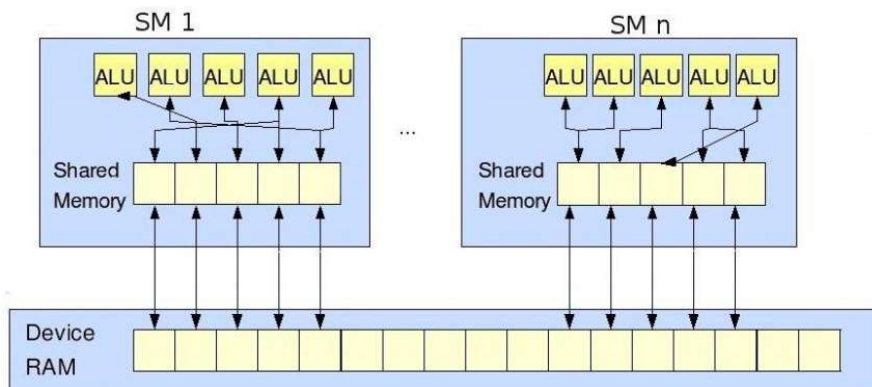 SM 1
SM n
ALU ALU ALU ALU ALU
ALU ALU ALU ALU ALU
...
Shared
Memory
Shared
Memory
Device
RAM